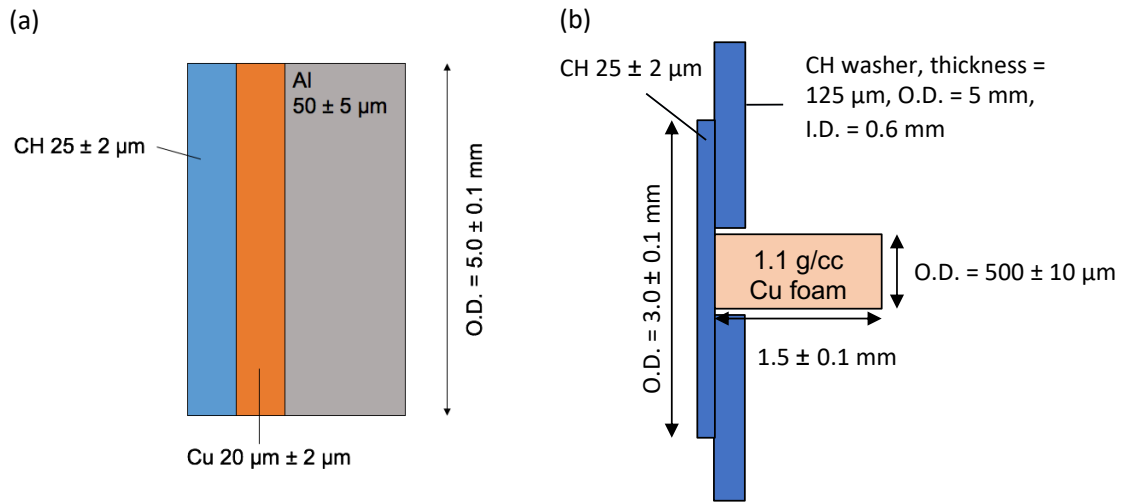 (a)
Al
50 ± 5 µm
CH 25 ± 2 µm
O.D. = 5.0 ± 0.1 mm
Cu 20 µm ± 2 µm
(b)
CH 25 ± 2 µm
CH washer, thickness =
125 µm, O.D. = 5 mm,
I.D. = 0.6 mm
O.D. = 3.0 ± 0.1 mm
1.1 g/cc
Cu foam
O.D. = 500 ± 10 µm
1.5 ± 0.1 mm